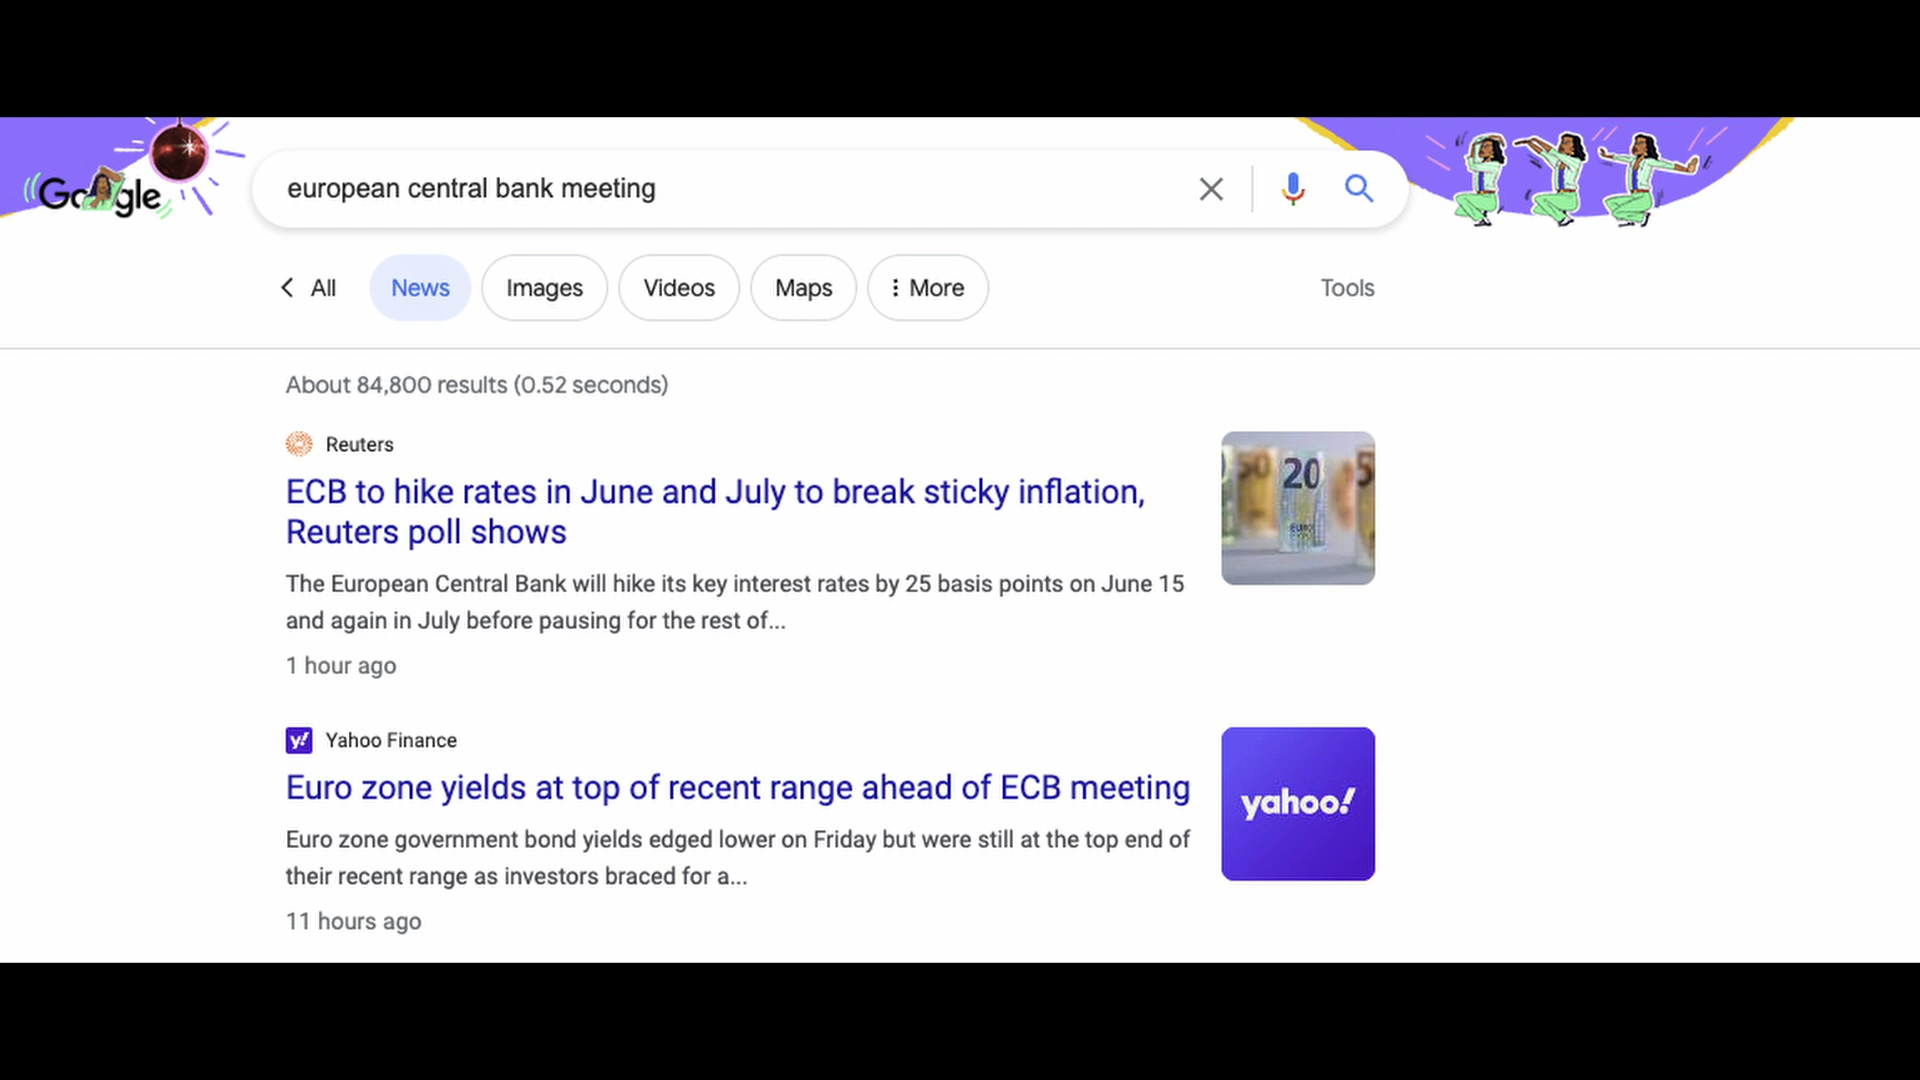 Google
european central bank meeting
All
News
Images
Videos
Maps
More
Tools
About 84,800 results (0.52 seconds)
Reuters
ECB to hike rates in June and July to break sticky inflation,
Reuters poll shows
The European Central Bank will hike its key interest rates by 25 basis points on June 15
and again in July before pausing for the rest of...
1 hour ago
50
20
5
EURO
y!
Yahoo Finance
Euro zone yields at top of recent range ahead of ECB meeting
Euro zone government bond yields edged lower on Friday but were still at the top end of
their recent range as investors braced for a...
11 hours ago
yahoo!